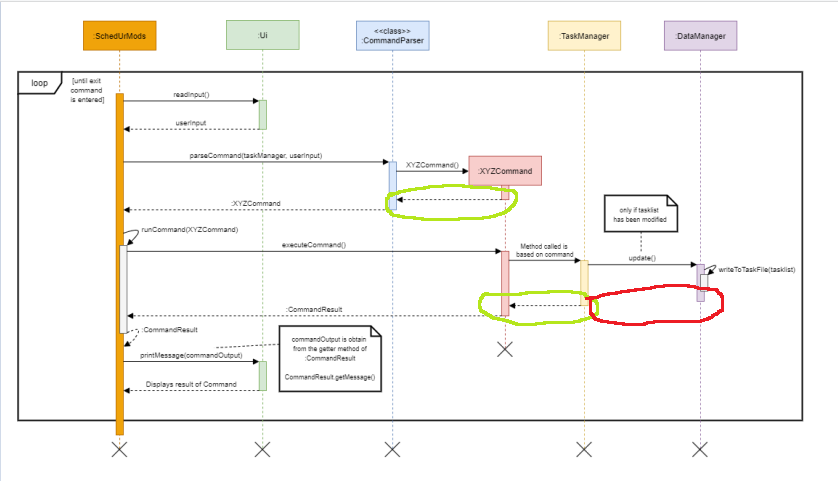 :SchedUrMods
:Ui
<<class>>
:CommandParser
:TaskManager
:DataManager
loop
[until exit
command
is entered]
readInput()
userInput
parseCommand(taskManager, userInput)
XYZCommand()
:XYZCommand
:XYZCommand
only if tasklist
has been modified
runCommand(XYZCommand)
executeCommand()
Method called is
based on command
update()
writeToTaskFile(tasklist)
:CommandResult
:CommandResult
commandOutput is obtain
from the getter method of
:CommandResult
CommandResult.getMessage()
printMessage(commandOutput)
Displays result of Command